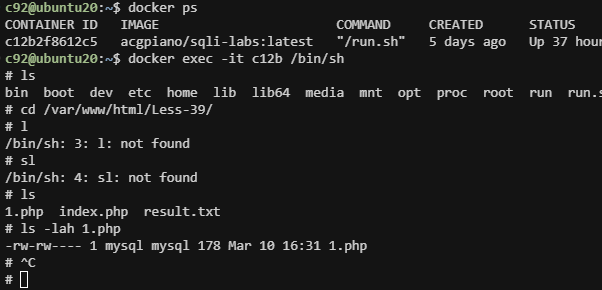 c92@ubuntu20:~$ docker ps
CONTAINER ID   IMAGE                       COMMAND     CREATED      STATUS
c12b2f8612c5   acgpiano/sqli-labs:latest   "/run.sh"   5 days ago   Up 37 hour
c92@ubuntu20:~$ docker exec -it c12b /bin/sh
# ls
bin  boot  dev  etc  home  lib  lib64  media  mnt  opt  proc  root  run  run.s
# cd /var/www/html/Less-39/
# l
/bin/sh: 3: l: not found
# sl
/bin/sh: 4: sl: not found
# ls
1.php  index.php  result.txt
# ls -lah 1.php
-rw-rw---- 1 mysql mysql 178 Mar 10 16:31 1.php
# ^C
#